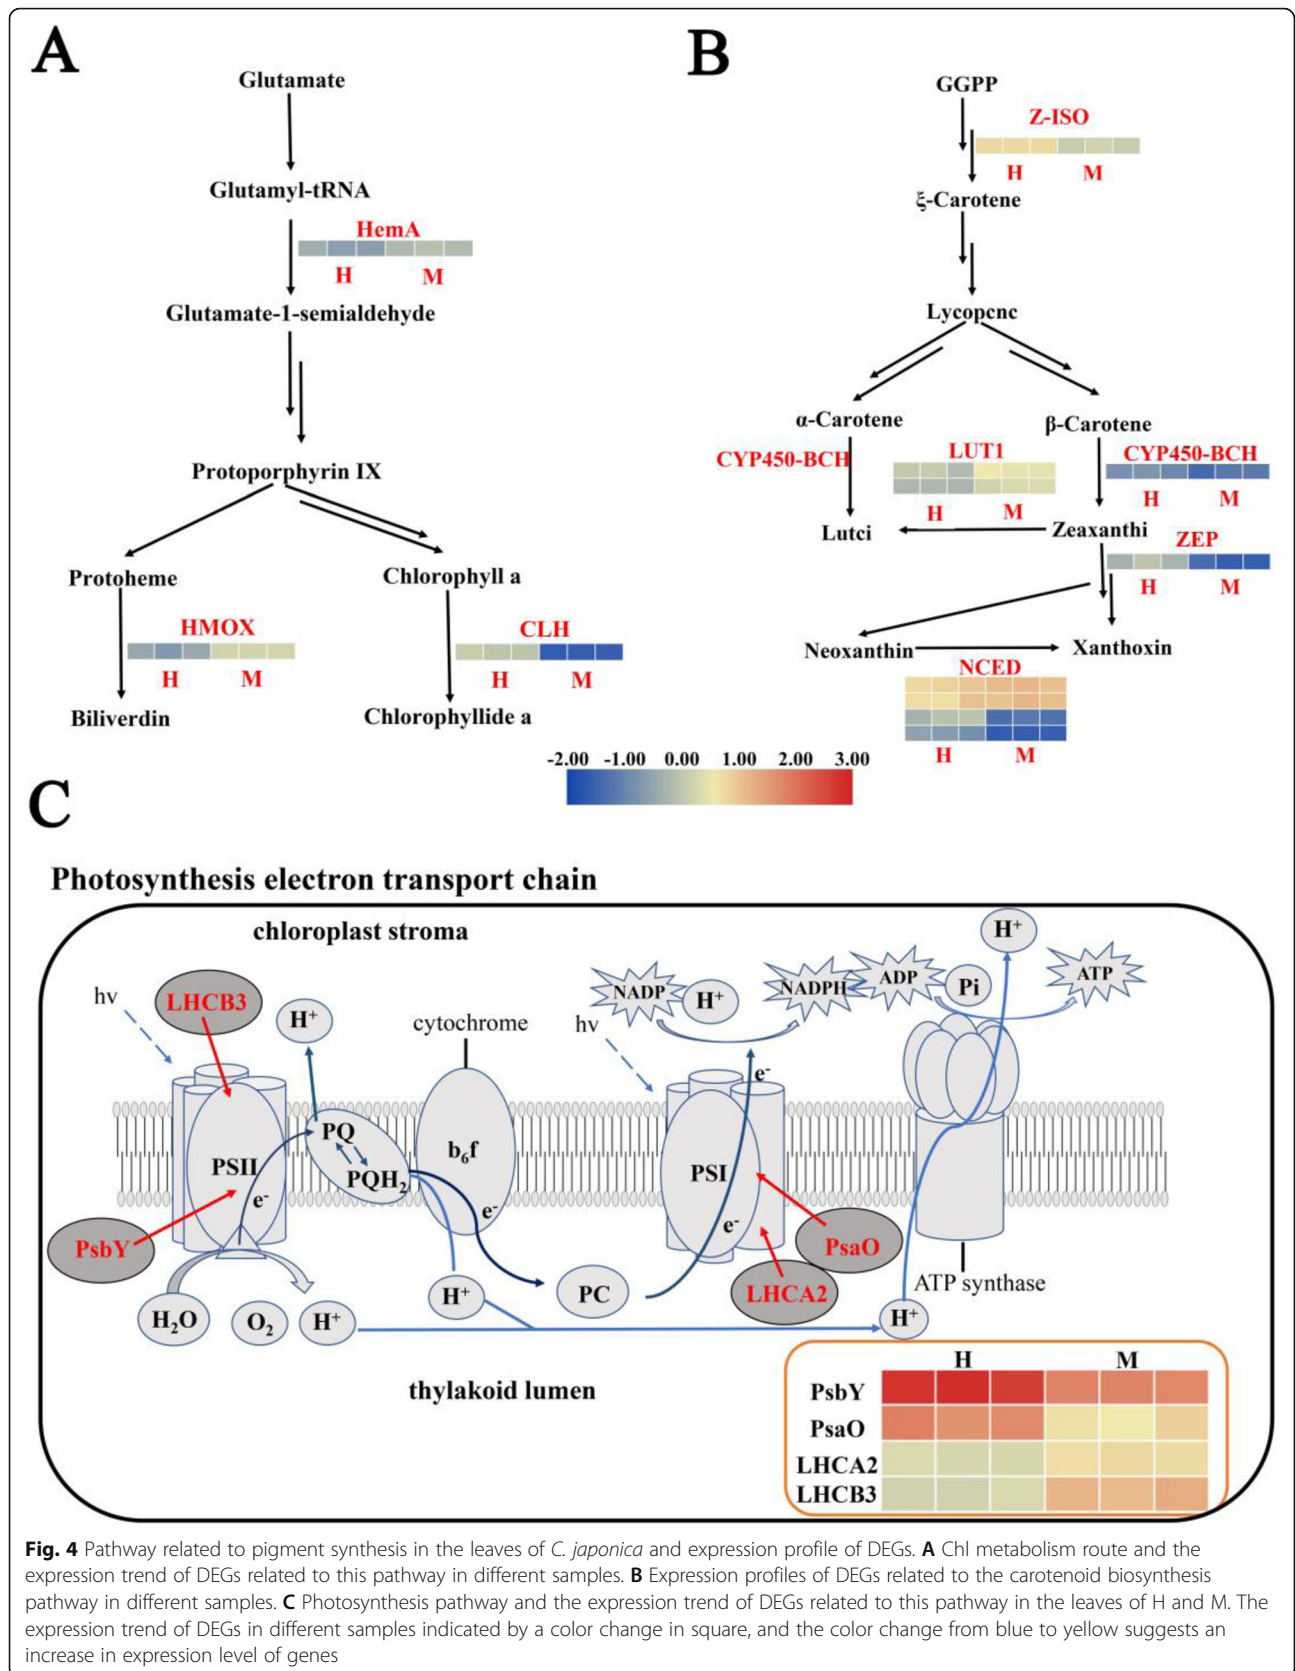 A
Glutamate
Glutamyl-tRNA
HemA
H M
Glutamate-1-semialdehyde
Protoporphyrin IX
Protoheme
Chlorophyll a
HMOX
H M
CLH
H M
Biliverdin
Chlorophyllide a
B
GGPP
Z-ISO
H M
ξ-Carotene
Lycopcnc
α-Carotene
β-Carotene
CYP450-BCH
LUT1
H M
CYP450-BCH
H M
Lutci
Zeaxanthi
ZEP
H M
Neoxanthin
Xanthoxin
NCED
H M
-2.00 -1.00 0.00 1.00 2.00 3.00
C
Photosynthesis electron transport chain
chloroplast stroma
hv
LHCB3
H⁺
cytochrome
hv
NADP
H⁺
NADPH
ADP
Pi
H⁺
ATP
PSII
PQ
PQH₂
b₆f
PSI
e⁻
e⁻
e⁻
e⁻
PsbY
PsaO
LHCA2
H₂O
O₂
H⁺
H⁺
PC
H⁺
ATP synthase
thylakoid lumen
H M
PsbY
PsaO
LHCA2
LHCB3
Fig. 4 Pathway related to pigment synthesis in the leaves of C. japonica and expression profile of DEGs. A Chl metabolism route and the
expression trend of DEGs related to this pathway in different samples. B Expression profiles of DEGs related to the carotenoid biosynthesis
pathway in different samples. C Photosynthesis pathway and the expression trend of DEGs related to this pathway in the leaves of H and M. The
expression trend of DEGs in different samples indicated by a color change in square, and the color change from blue to yellow suggests an
increase in expression level of genes